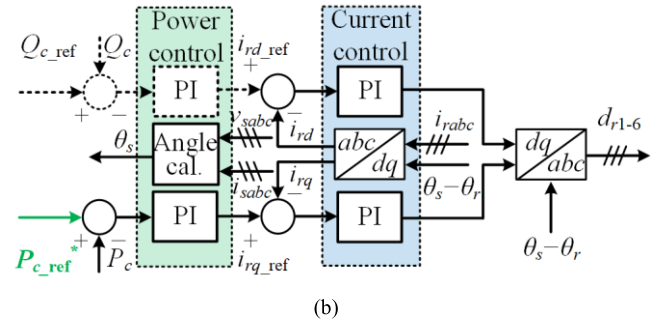 Power control
Current control
Q_c_ref
Q_c
i_rd_ref
+
−
PI
+
−
PI
v_sabc
i_rd
i_rabc
d_r1-6
θ_s
Angle cal.
abc
dq
dq
abc
i_sabc
i_rq
θ_s−θ_r
−
+
−
PI
+
PI
P_c_ref*
P_c
i_rq_ref
θ_s−θ_r
(b)